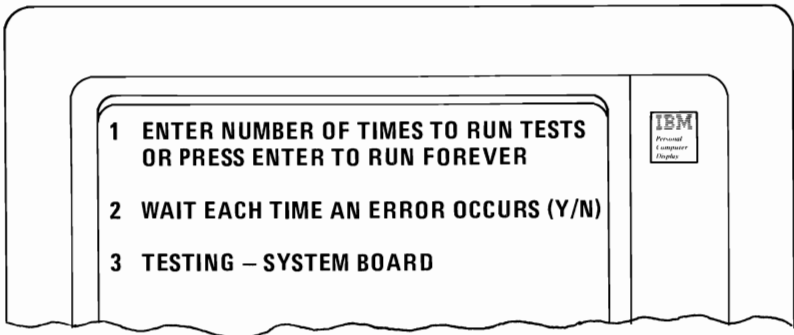 1 ENTER NUMBER OF TIMES TO RUN TESTS
OR PRESS ENTER TO RUN FOREVER
2 WAIT EACH TIME AN ERROR OCCURS (Y/N)
3 TESTING – SYSTEM BOARD
IBM
Personal
Computer
Display